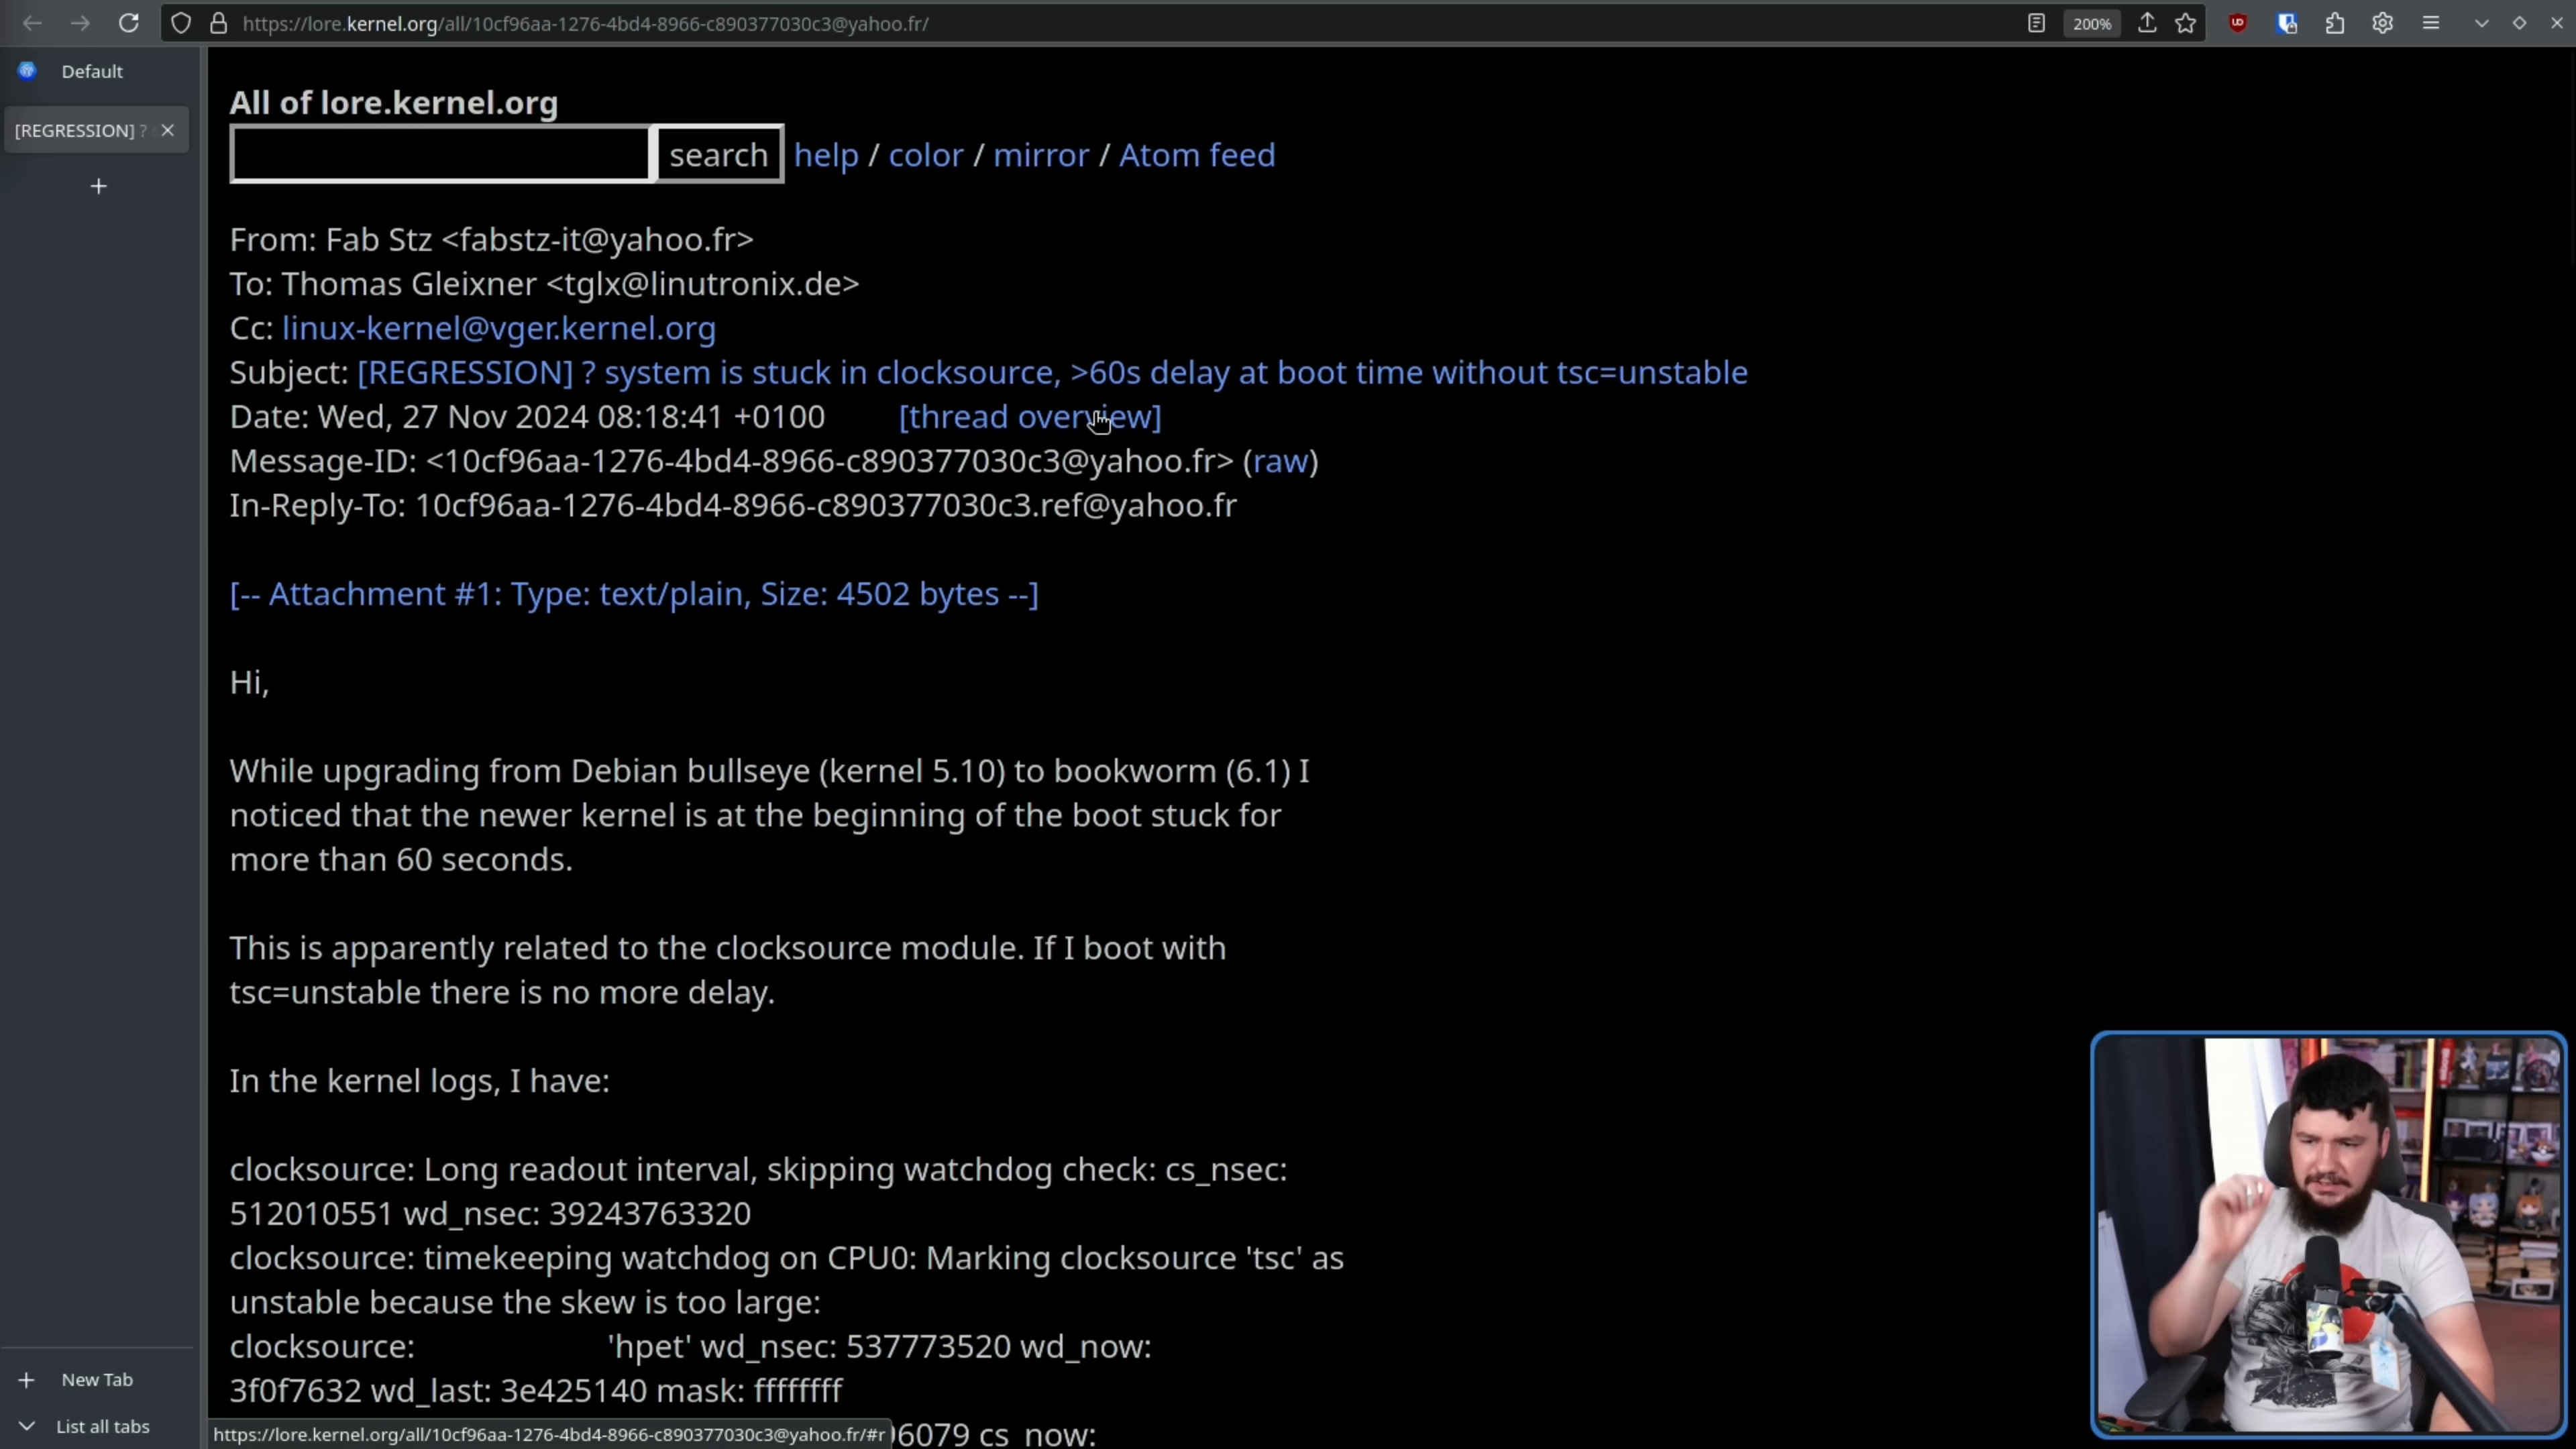 https://lore.kernel.org/all/10cf96aa-1276-4bd4-8966-c890377030c3@yahoo.fr/
200%
Default
[REGRESSION] ?
All of lore.kernel.org
search help / color / mirror / Atom feed
From: Fab Stz <fabstz-it@yahoo.fr>
To: Thomas Gleixner <tglx@linutronix.de>
Cc: linux-kernel@vger.kernel.org
Subject: [REGRESSION] ? system is stuck in clocksource, >60s delay at boot time without tsc=unstable
Date: Wed, 27 Nov 2024 08:18:41 +0100 [thread overview]
Message-ID: <10cf96aa-1276-4bd4-8966-c890377030c3@yahoo.fr> (raw)
In-Reply-To: 10cf96aa-1276-4bd4-8966-c890377030c3.ref@yahoo.fr
[-- Attachment #1: Type: text/plain, Size: 4502 bytes --]
Hi,
While upgrading from Debian bullseye (kernel 5.10) to bookworm (6.1) I
noticed that the newer kernel is at the beginning of the boot stuck for
more than 60 seconds.
This is apparently related to the clocksource module. If I boot with
tsc=unstable there is no more delay.
In the kernel logs, I have:
clocksource: Long readout interval, skipping watchdog check: cs_nsec:
512010551 wd_nsec: 39243763320
clocksource: timekeeping watchdog on CPU0: Marking clocksource 'tsc' as
unstable because the skew is too large:
clocksource: 'hpet' wd_nsec: 537773520 wd_now:
3f0f7632 wd_last: 3e425140 mask: ffffffff
6079 cs_now:
New Tab
List all tabs
https://lore.kernel.org/all/10cf96aa-1276-4bd4-8966-c890377030c3@yahoo.fr/#r